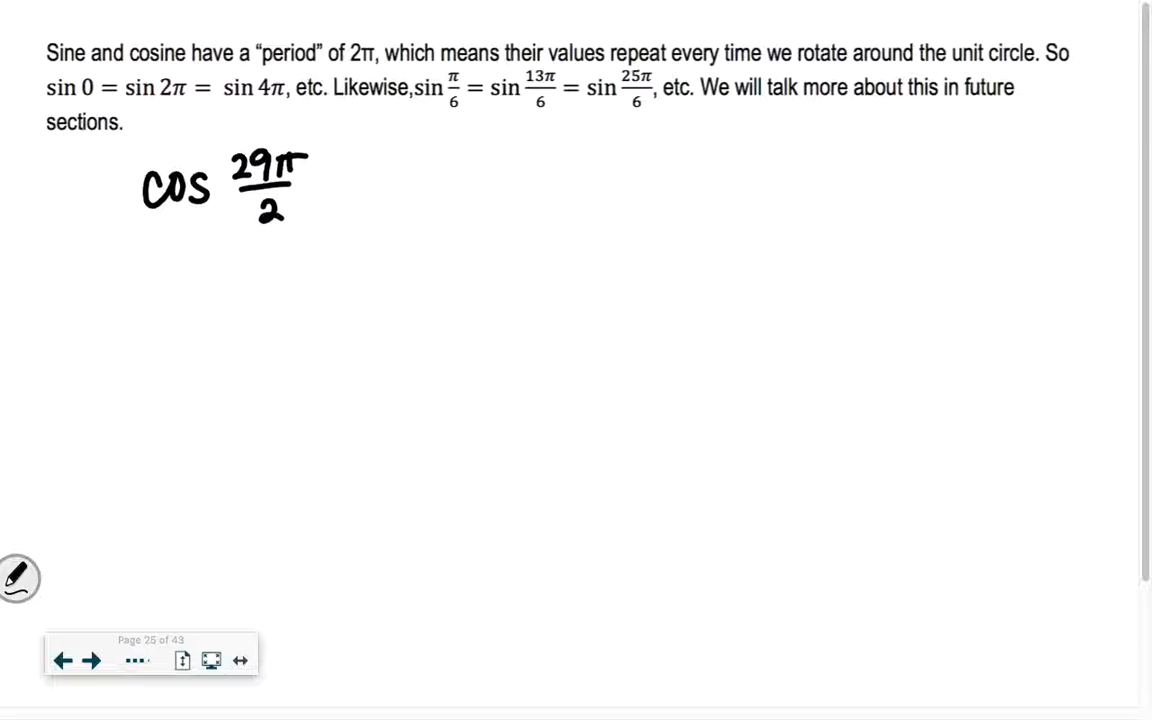 Sine and cosine have a “period” of 2π, which means their values repeat every time we rotate around the unit circle. So
sin 0 = sin 2π = sin 4π, etc. Likewise,sin π/6 = sin 13π/6 = sin 25π/6, etc. We will talk more about this in future
sections.
cos 29π/2
Page 25 of 43